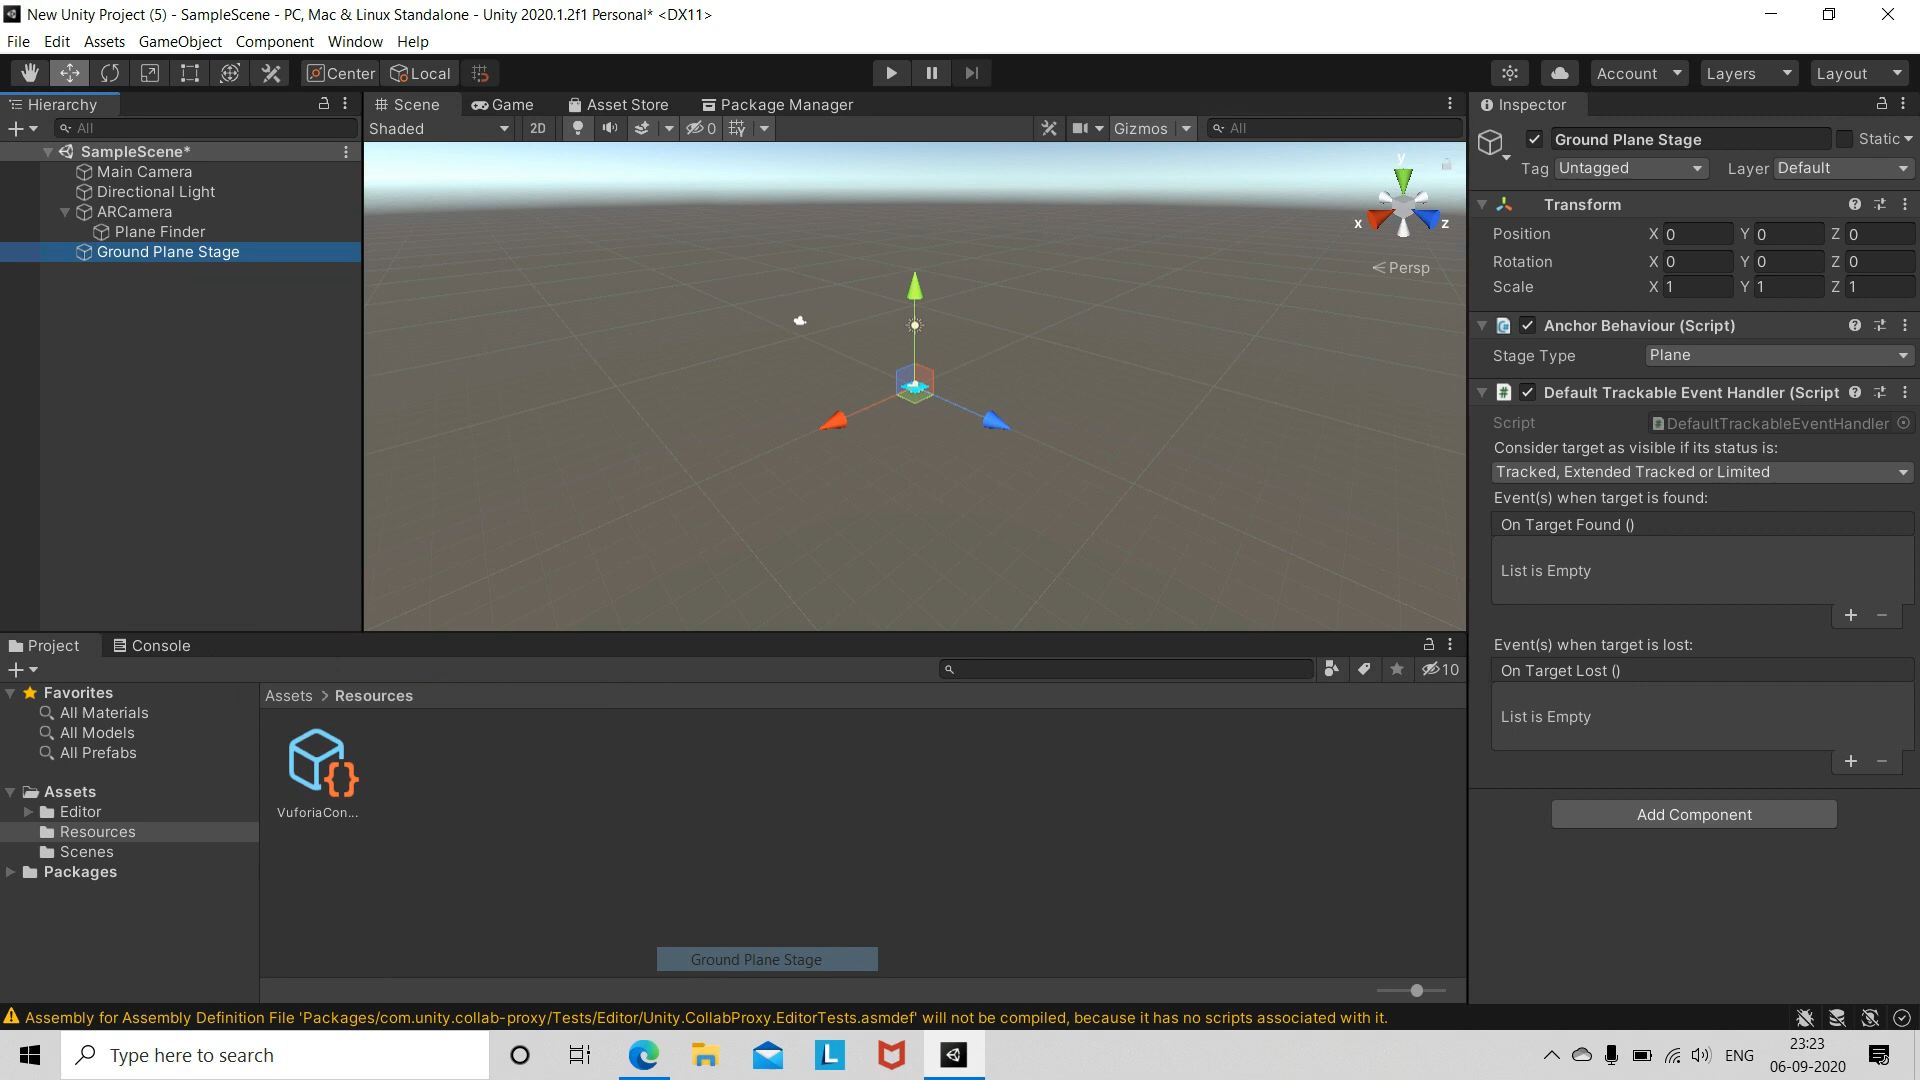 New Unity Project (5) - SampleScene - PC, Mac & Linux Standalone - Unity 2020.1.2f1 Personal* <DX11>
File Edit Assets GameObject Component Window Help
Center Local
Account Layers Layout
Hierarchy
All
SampleScene*
Main Camera
Directional Light
ARCamera
Plane Finder
Ground Plane Stage
Scene Game Asset Store Package Manager
Shaded 2D 0 Gizmos All
y
x z
Persp
Inspector
Ground Plane Stage Static
Tag Untagged Layer Default
Transform
Position X 0 Y 0 Z 0
Rotation X 0 Y 0 Z 0
Scale X 1 Y 1 Z 1
Anchor Behaviour (Script)
Stage Type Plane
Default Trackable Event Handler (Script
Script DefaultTrackableEventHandler
Consider target as visible if its status is:
Tracked, Extended Tracked or Limited
Event(s) when target is found:
On Target Found ()
List is Empty
Event(s) when target is lost:
On Target Lost ()
List is Empty
Add Component
Project Console
10
Favorites
All Materials
All Models
All Prefabs
Assets
Editor
Resources
Scenes
Packages
Assets > Resources
VuforiaCon...
Ground Plane Stage
Assembly for Assembly Definition File 'Packages/com.unity.collab-proxy/Tests/Editor/Unity.CollabProxy.EditorTests.asmdef' will not be compiled, because it has no scripts associated with it.
Type here to search
L
ENG
23:23
06-09-2020